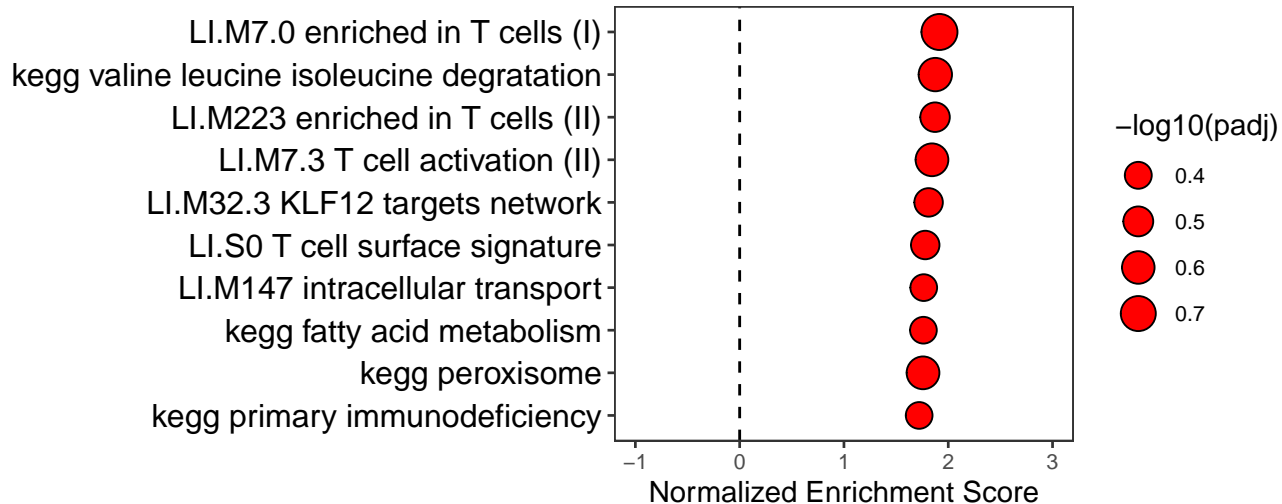 LI.M7.0 enriched in T cells (I)
kegg valine leucine isoleucine degratation
LI.M223 enriched in T cells (II)
LI.M7.3 T cell activation (II)
LI.M32.3 KLF12 targets network
LI.S0 T cell surface signature
LI.M147 intracellular transport
kegg fatty acid metabolism
kegg peroxisome
kegg primary immunodeficiency
−1 0 1 2 3
Normalized Enrichment Score
−log10(padj)
0.4
0.5
0.6
0.7